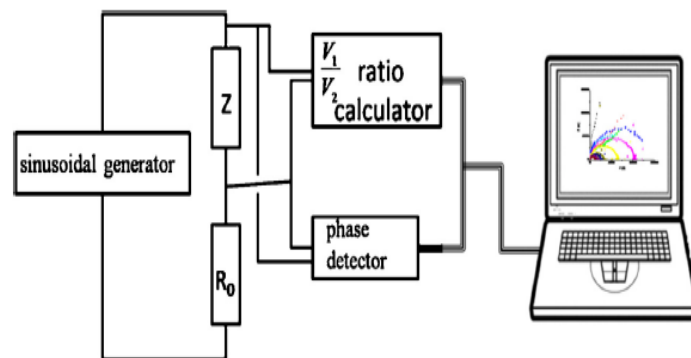 sinusoidal generator
Z
R₀
V₁
V₂
ratio
calculator
phase
detector